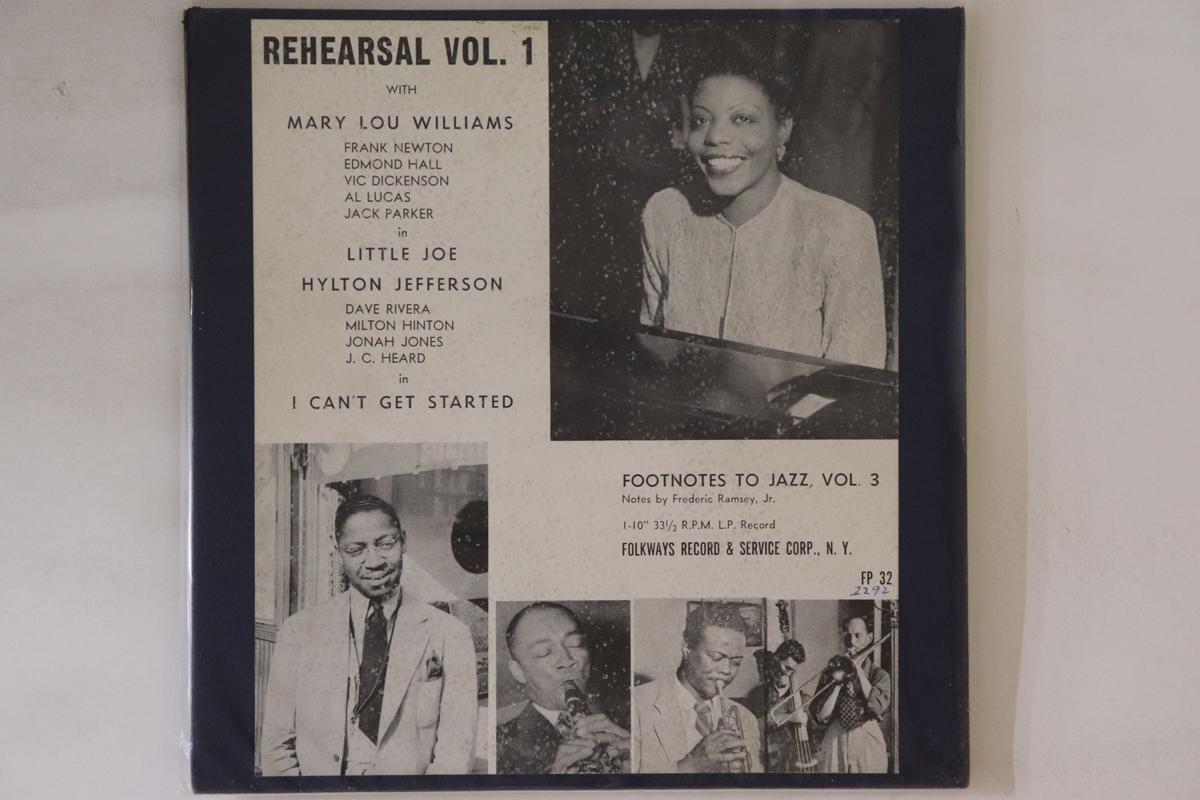 REHEARSAL VOL. 1
WITH
MARY LOU WILLIAMS
FRANK NEWTON
EDMOND HALL
VIC DICKENSON
AL LUCAS
JACK PARKER
in
LITTLE JOE
HYLTON JEFFERSON
DAVE RIVERA
MILTON HINTON
JONAH JONES
J. C. HEARD
in
I CAN'T GET STARTED
FOOTNOTES TO JAZZ, VOL. 3
Notes by Frederic Ramsey, Jr.
1-10" 33⅓ R.P.M. L.P. Record
FOLKWAYS RECORD & SERVICE CORP., N. Y.
FP 32
2292